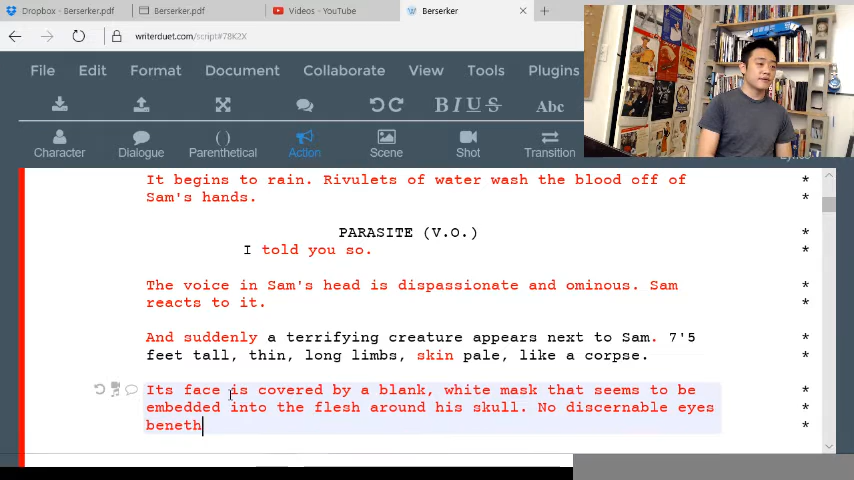 Dropbox - Berserker.pdf Berserker.pdf Videos - YouTube Berserker
writerduet.com/script#78K2X
File Edit Format Document Collaborate View Tools Plugins
B I U S Abc
Character Dialogue Parenthetical Action Scene Shot Transition
It begins to rain. Rivulets of water wash the blood off of *
Sam's hands. *
PARASITE (V.O.) *
I told you so. *
The voice in Sam's head is dispassionate and ominous. Sam *
reacts to it. *
And suddenly a terrifying creature appears next to Sam. 7'5 *
feet tall, thin, long limbs, skin pale, like a corpse. *
Its face is covered by a blank, white mask that seems to be *
embedded into the flesh around his skull. No discernable eyes *
beneth *